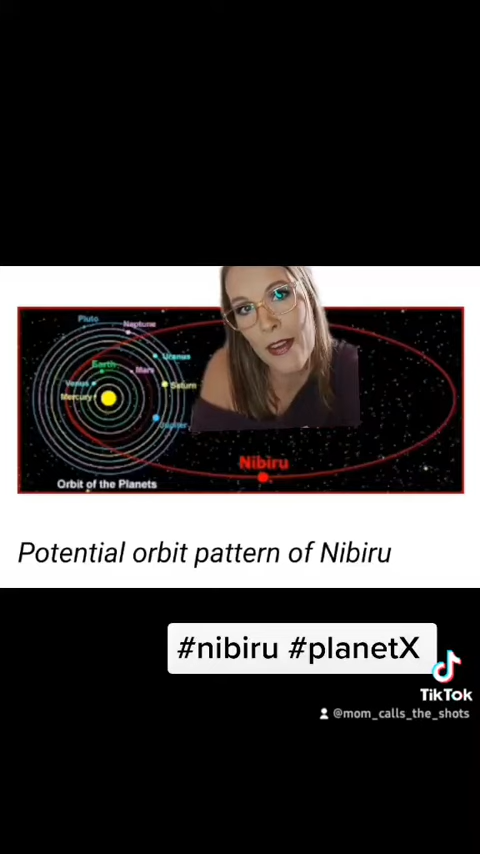 Pluto
Neptune
Uranus
Earth
Mars
Venus
Saturn
Mercury
Jupiter
Nibiru
Orbit of the Planets
Potential orbit pattern of Nibiru
#nibiru #planetX
TikTok
@mom_calls_the_shots